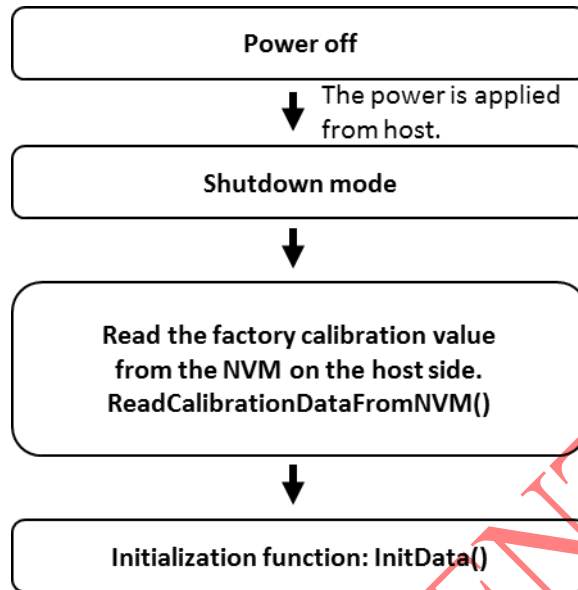 Power off
The power is applied
from host.
Shutdown mode
Read the factory calibration value
from the NVM on the host side.
ReadCalibrationDataFromNVM()
Initialization function: InitData()